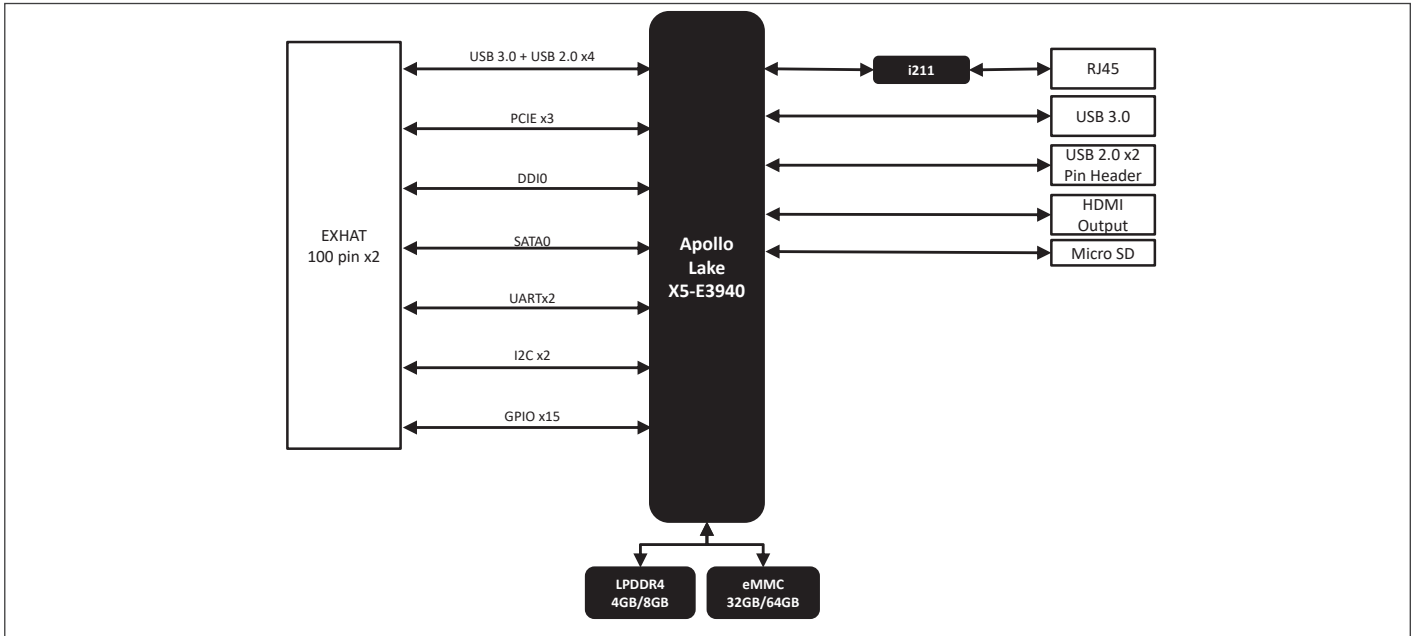 EXHAT
100 pin x2
USB 3.0 + USB 2.0 x4
PCIE x3
DDI0
SATA0
UARTx2
I2C x2
GPIO x15
Apollo
Lake
X5-E3940
i211
RJ45
USB 3.0
USB 2.0 x2
Pin Header
HDMI
Output
Micro SD
LPDDR4
4GB/8GB
eMMC
32GB/64GB